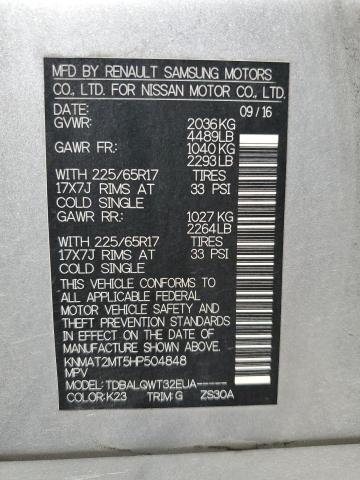 MFD BY RENAULT SAMSUNG MOTORS
CO., LTD. FOR NISSAN MOTOR CO., LTD.
DATE: 09/16
GVWR: 2036KG
4489LB
GAWR FR: 1040 KG
2293LB
WITH 225/65R17 TIRES
17X7J RIMS AT 33 PSI
COLD SINGLE
GAWR RR: 1027 KG
2264LB
WITH 225/65R17 TIRES
17X7J RIMS AT 33 PSI
COLD SINGLE
THIS VEHICLE CONFORMS TO
ALL APPLICABLE FEDERAL
MOTOR VEHICLE SAFETY AND
THEFT PREVENTION STANDARDS
IN EFFECT ON THE DATE OF
MANUFACTURE SHOWN ABOVE.
KNMAT2MT5HP504848
MPV
MODEL:TDBALQWT32EUA-----
COLOR:K23 TRIM:G ZS30A